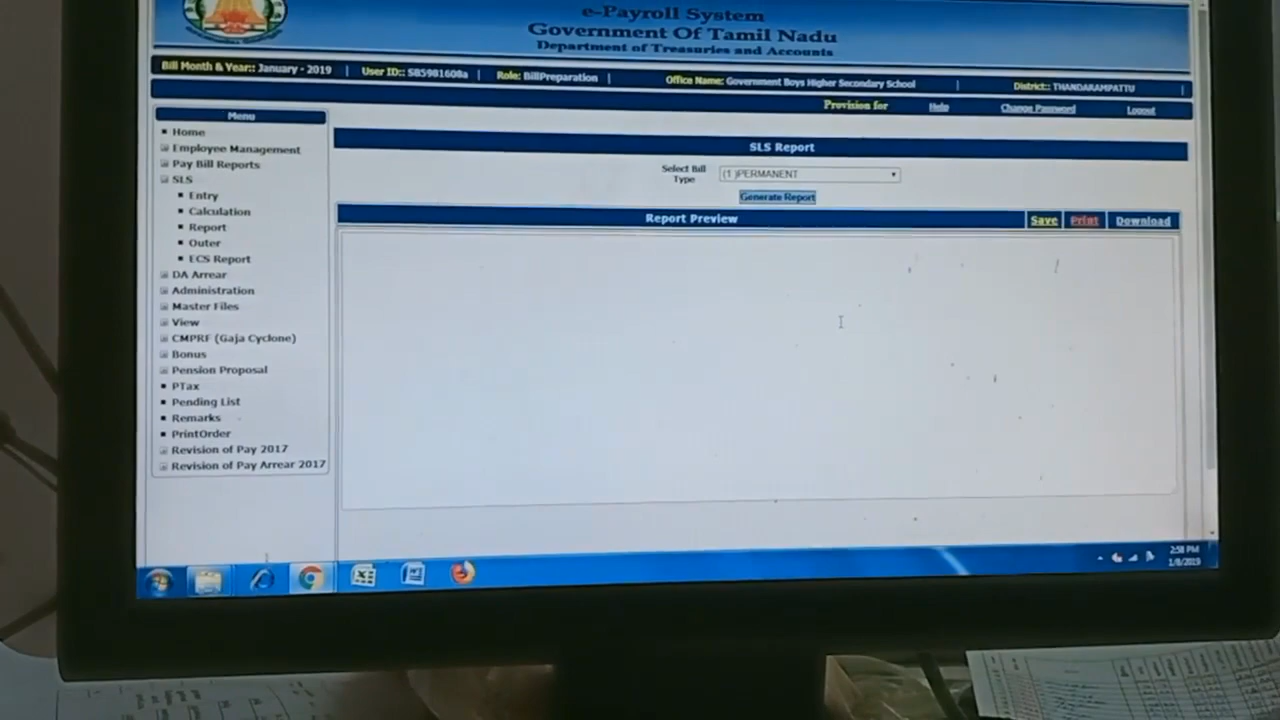 e-Payroll System
Government Of Tamil Nadu
Department of Treasuries and Accounts
Bill Month & Year:: January - 2019 | User ID:: SBS981608a | Role: BillPreparation | Office Name: Government Boys Higher Secondary School | District:: THANDARAMPATTU |
Provision for Help Change Password Logout
Menu
Home
Employee Management
Pay Bill Reports
SLS
Entry
Calculation
Report
Outer
ECS Report
DA Arrear
Administration
Master Files
View
CMPRF (Gaja Cyclone)
Bonus
Pension Proposal
PTax
Pending List
Remarks
PrintOrder
Revision of Pay 2017
Revision of Pay Arrear 2017
SLS Report
Select Bill Type (1 )PERMANENT
Generate Report
Report Preview Save Print Download
2:58 PM
1/8/2019